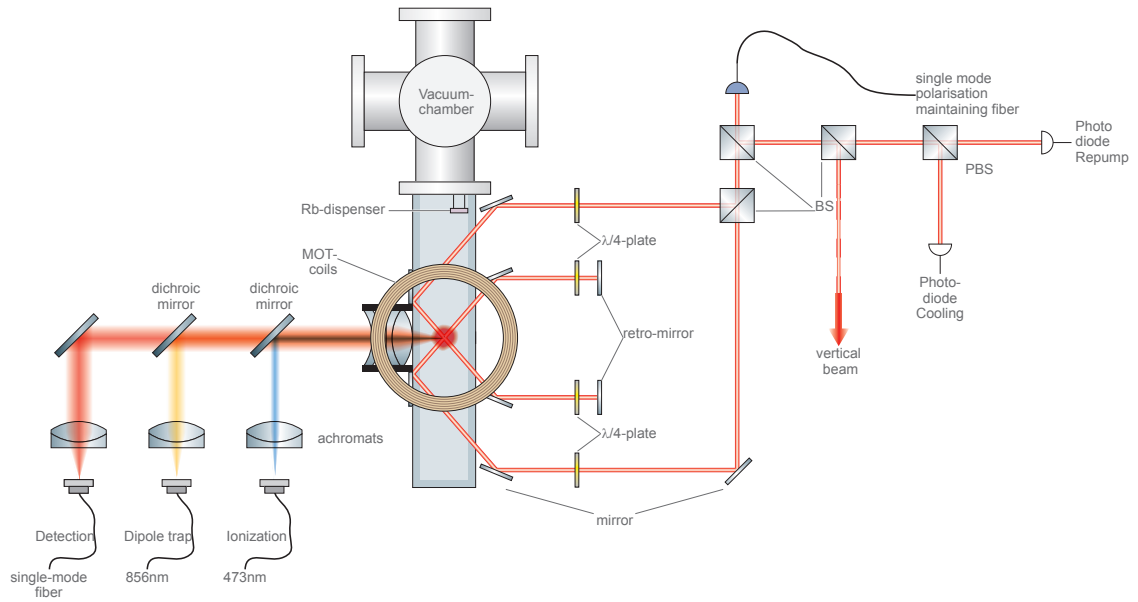 Vacuum-
chamber
single mode
polarisation
maintaining fiber
Photo
diode
Repump
PBS
BS
Rb-dispenser
λ/4-plate
MOT-
coils
Photo-
diode
Cooling
dichroic
mirror
dichroic
mirror
retro-mirror
vertical
beam
achromats
λ/4-plate
mirror
Detection
Dipole trap
Ionization
single-mode
fiber
856nm
473nm